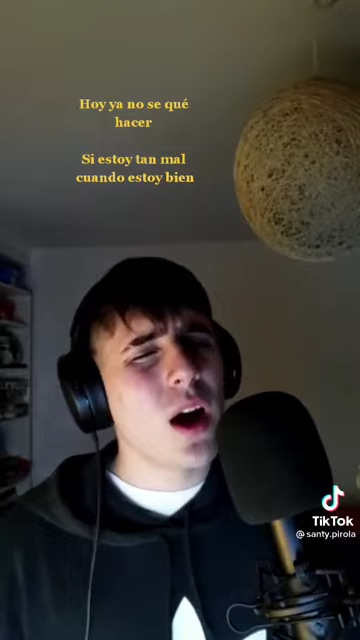 Hoy ya no se qué
hacer
Si estoy tan mal
cuando estoy bien
TikTok
@santy.pirola